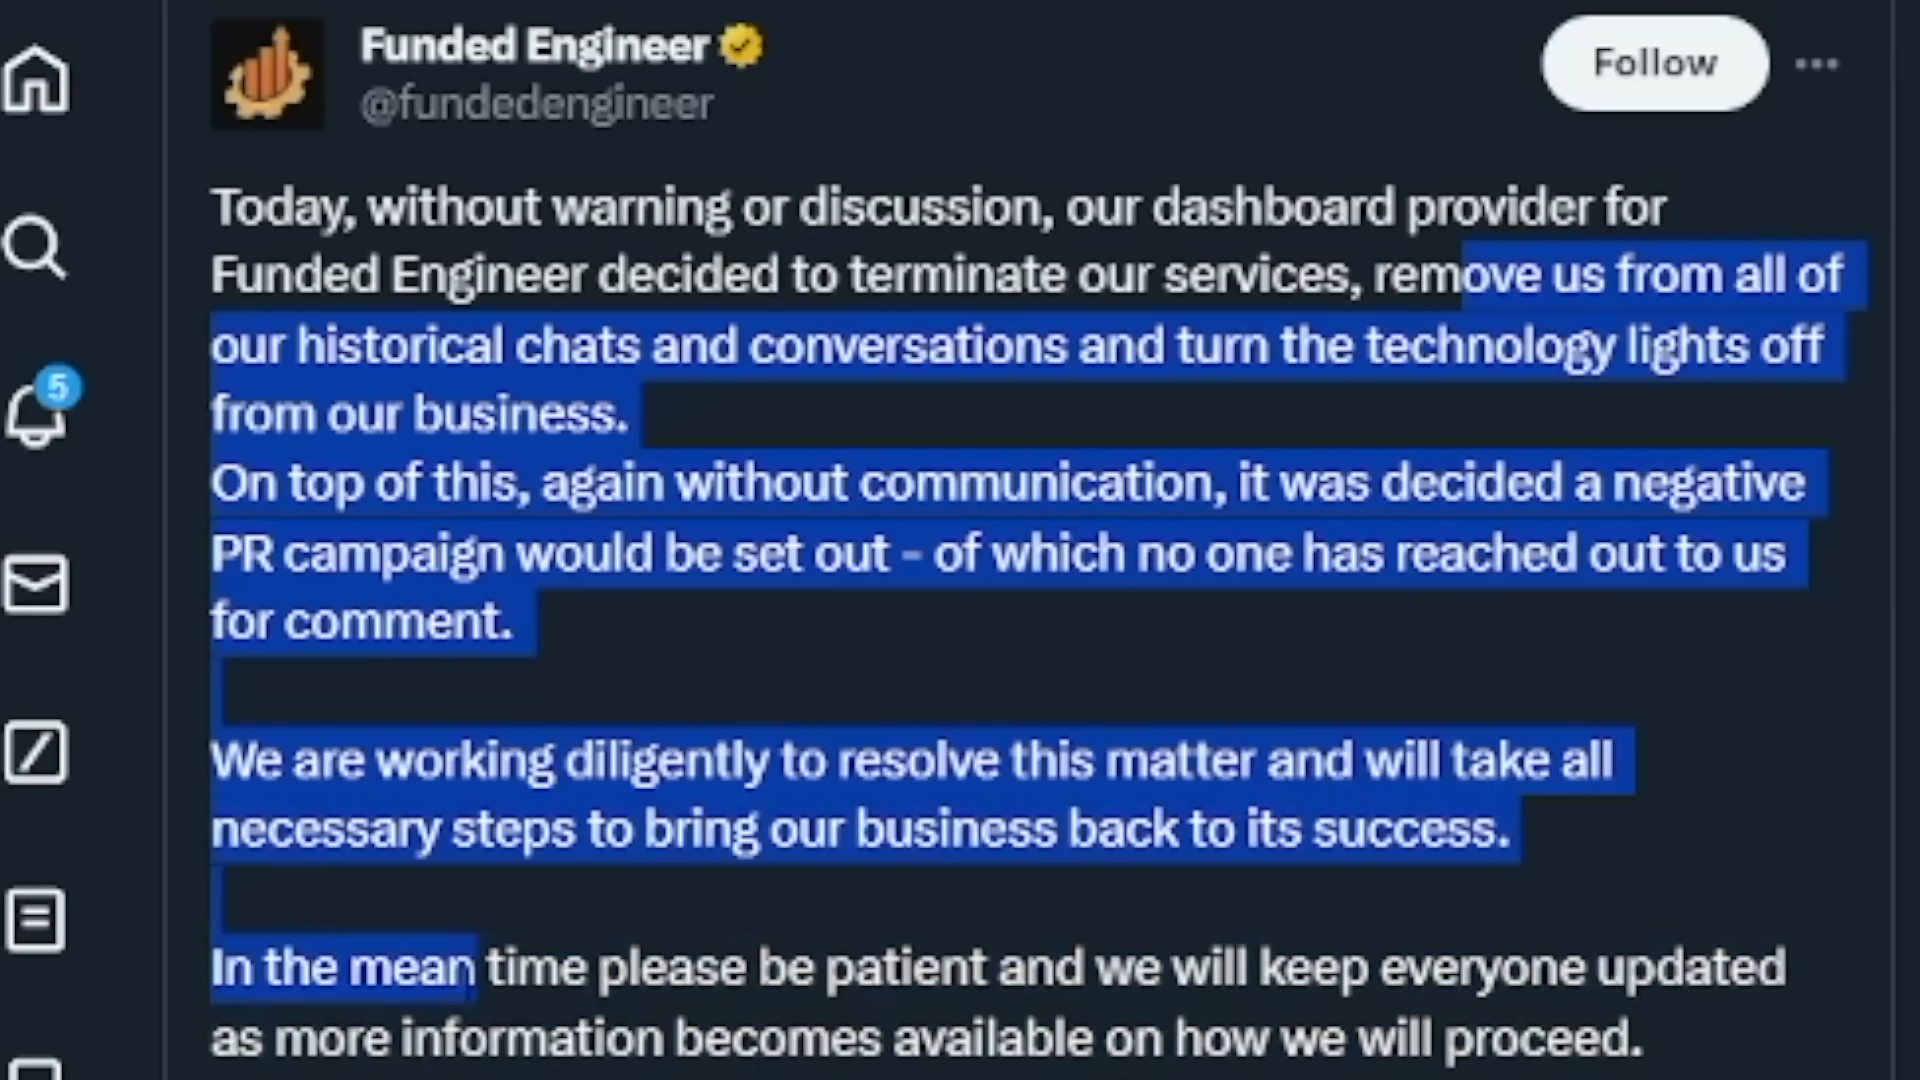 Funded Engineer
@fundedengineer
Follow
5
Today, without warning or discussion, our dashboard provider for
Funded Engineer decided to terminate our services, remove us from all of
our historical chats and conversations and turn the technology lights off
from our business.
On top of this, again without communication, it was decided a negative
PR campaign would be set out - of which no one has reached out to us
for comment.
We are working diligently to resolve this matter and will take all
necessary steps to bring our business back to its success.
In the mean time please be patient and we will keep everyone updated
as more information becomes available on how we will proceed.